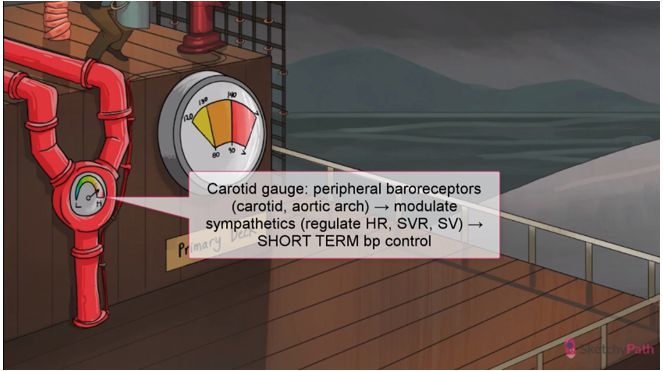 120 130 140
80 90
L H
Carotid gauge: peripheral baroreceptors
(carotid, aortic arch) → modulate
sympathetics (regulate HR, SVR, SV) →
SHORT TERM bp control
Primary
SketchyPath